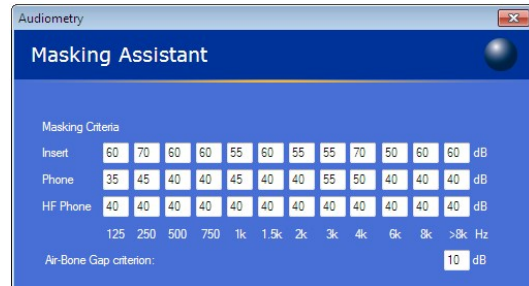 Audiometry
Masking Assistant
Masking Criteria
Insert 60 70 60 60 55 60 55 55 70 50 60 60 dB
Phone 35 45 40 40 45 40 40 55 50 40 40 40 dB
HF Phone 40 40 40 40 40 40 40 40 40 40 40 40 dB
125 250 500 750 1k 1.5k 2k 3k 4k 6k 8k >8k Hz
Air-Bone Gap criterion: 10 dB